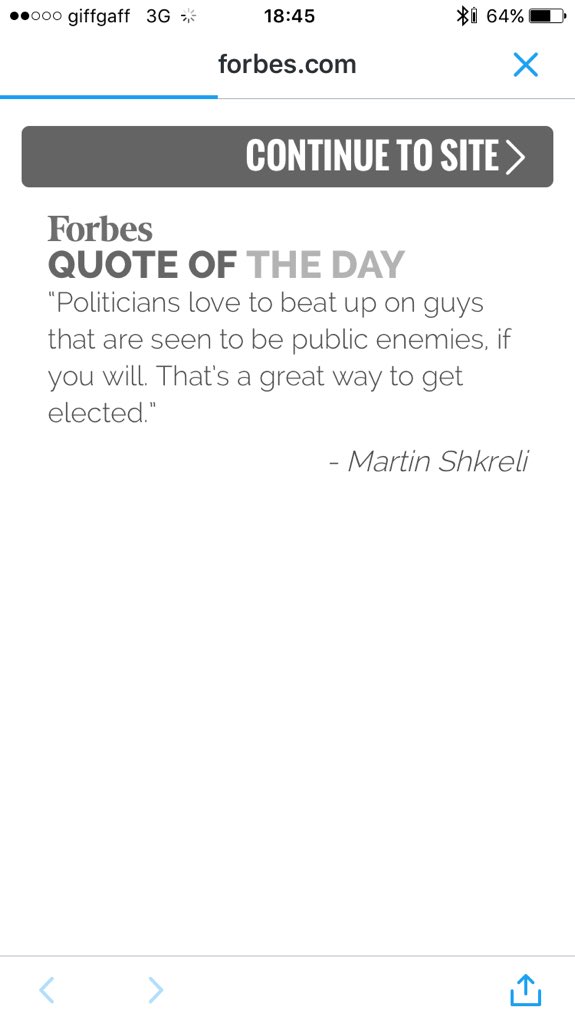 giffgaff 3G 18:45 64%
forbes.com
CONTINUE TO SITE
Forbes
QUOTE OF THE DAY
“Politicians love to beat up on guys
that are seen to be public enemies, if
you will. That's a great way to get
elected.”
- Martin Shkreli